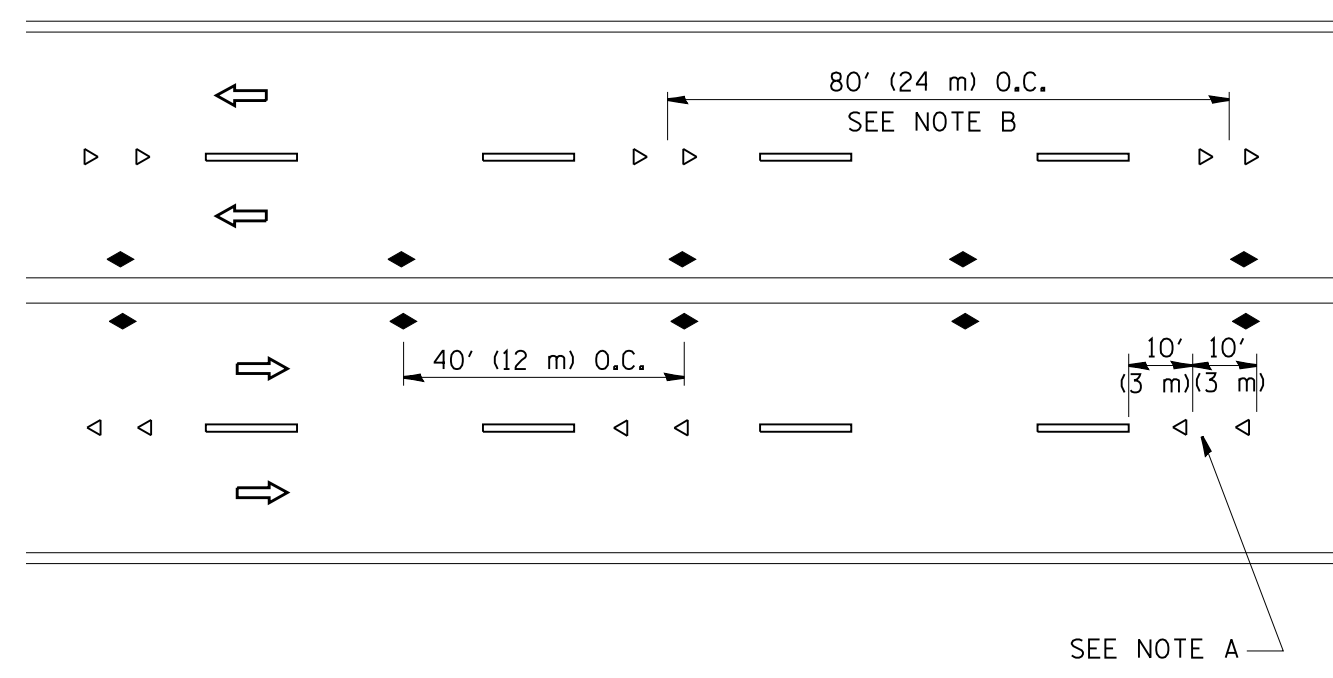 80' (24 m) O.C.
SEE NOTE B
40' (12 m) O.C.
10' 10'
(3 m) (3 m)
SEE NOTE A